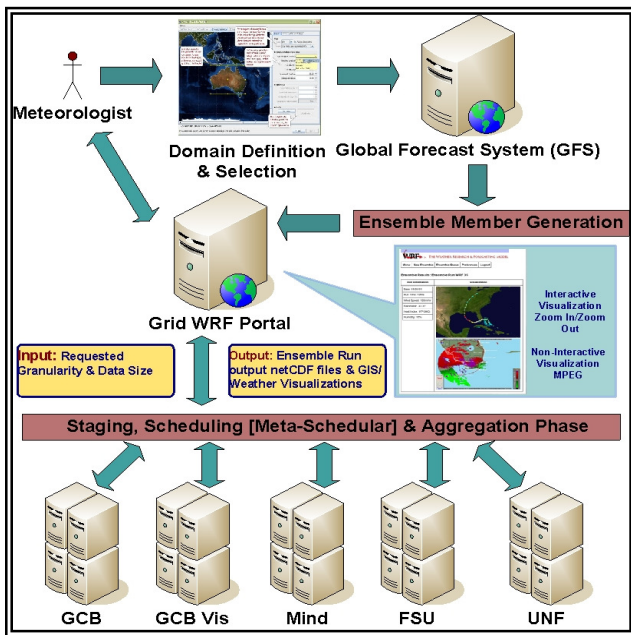 Meteorologist
Domain Definition
& Selection
Global Forecast System (GFS)
Ensemble Member Generation
Grid WRF Portal
Interactive
Visualization
Zoom In/Zoom
Out
Non-Interactive
Visualization
MPEG
Input: Requested
Granularity & Data Size
Output: Ensemble Run
output netCDF files & GIS/
Weather Visualizations
Staging, Scheduling [Meta-Schedular] & Aggregation Phase
GCB
GCB Vis
Mind
FSU
UNF